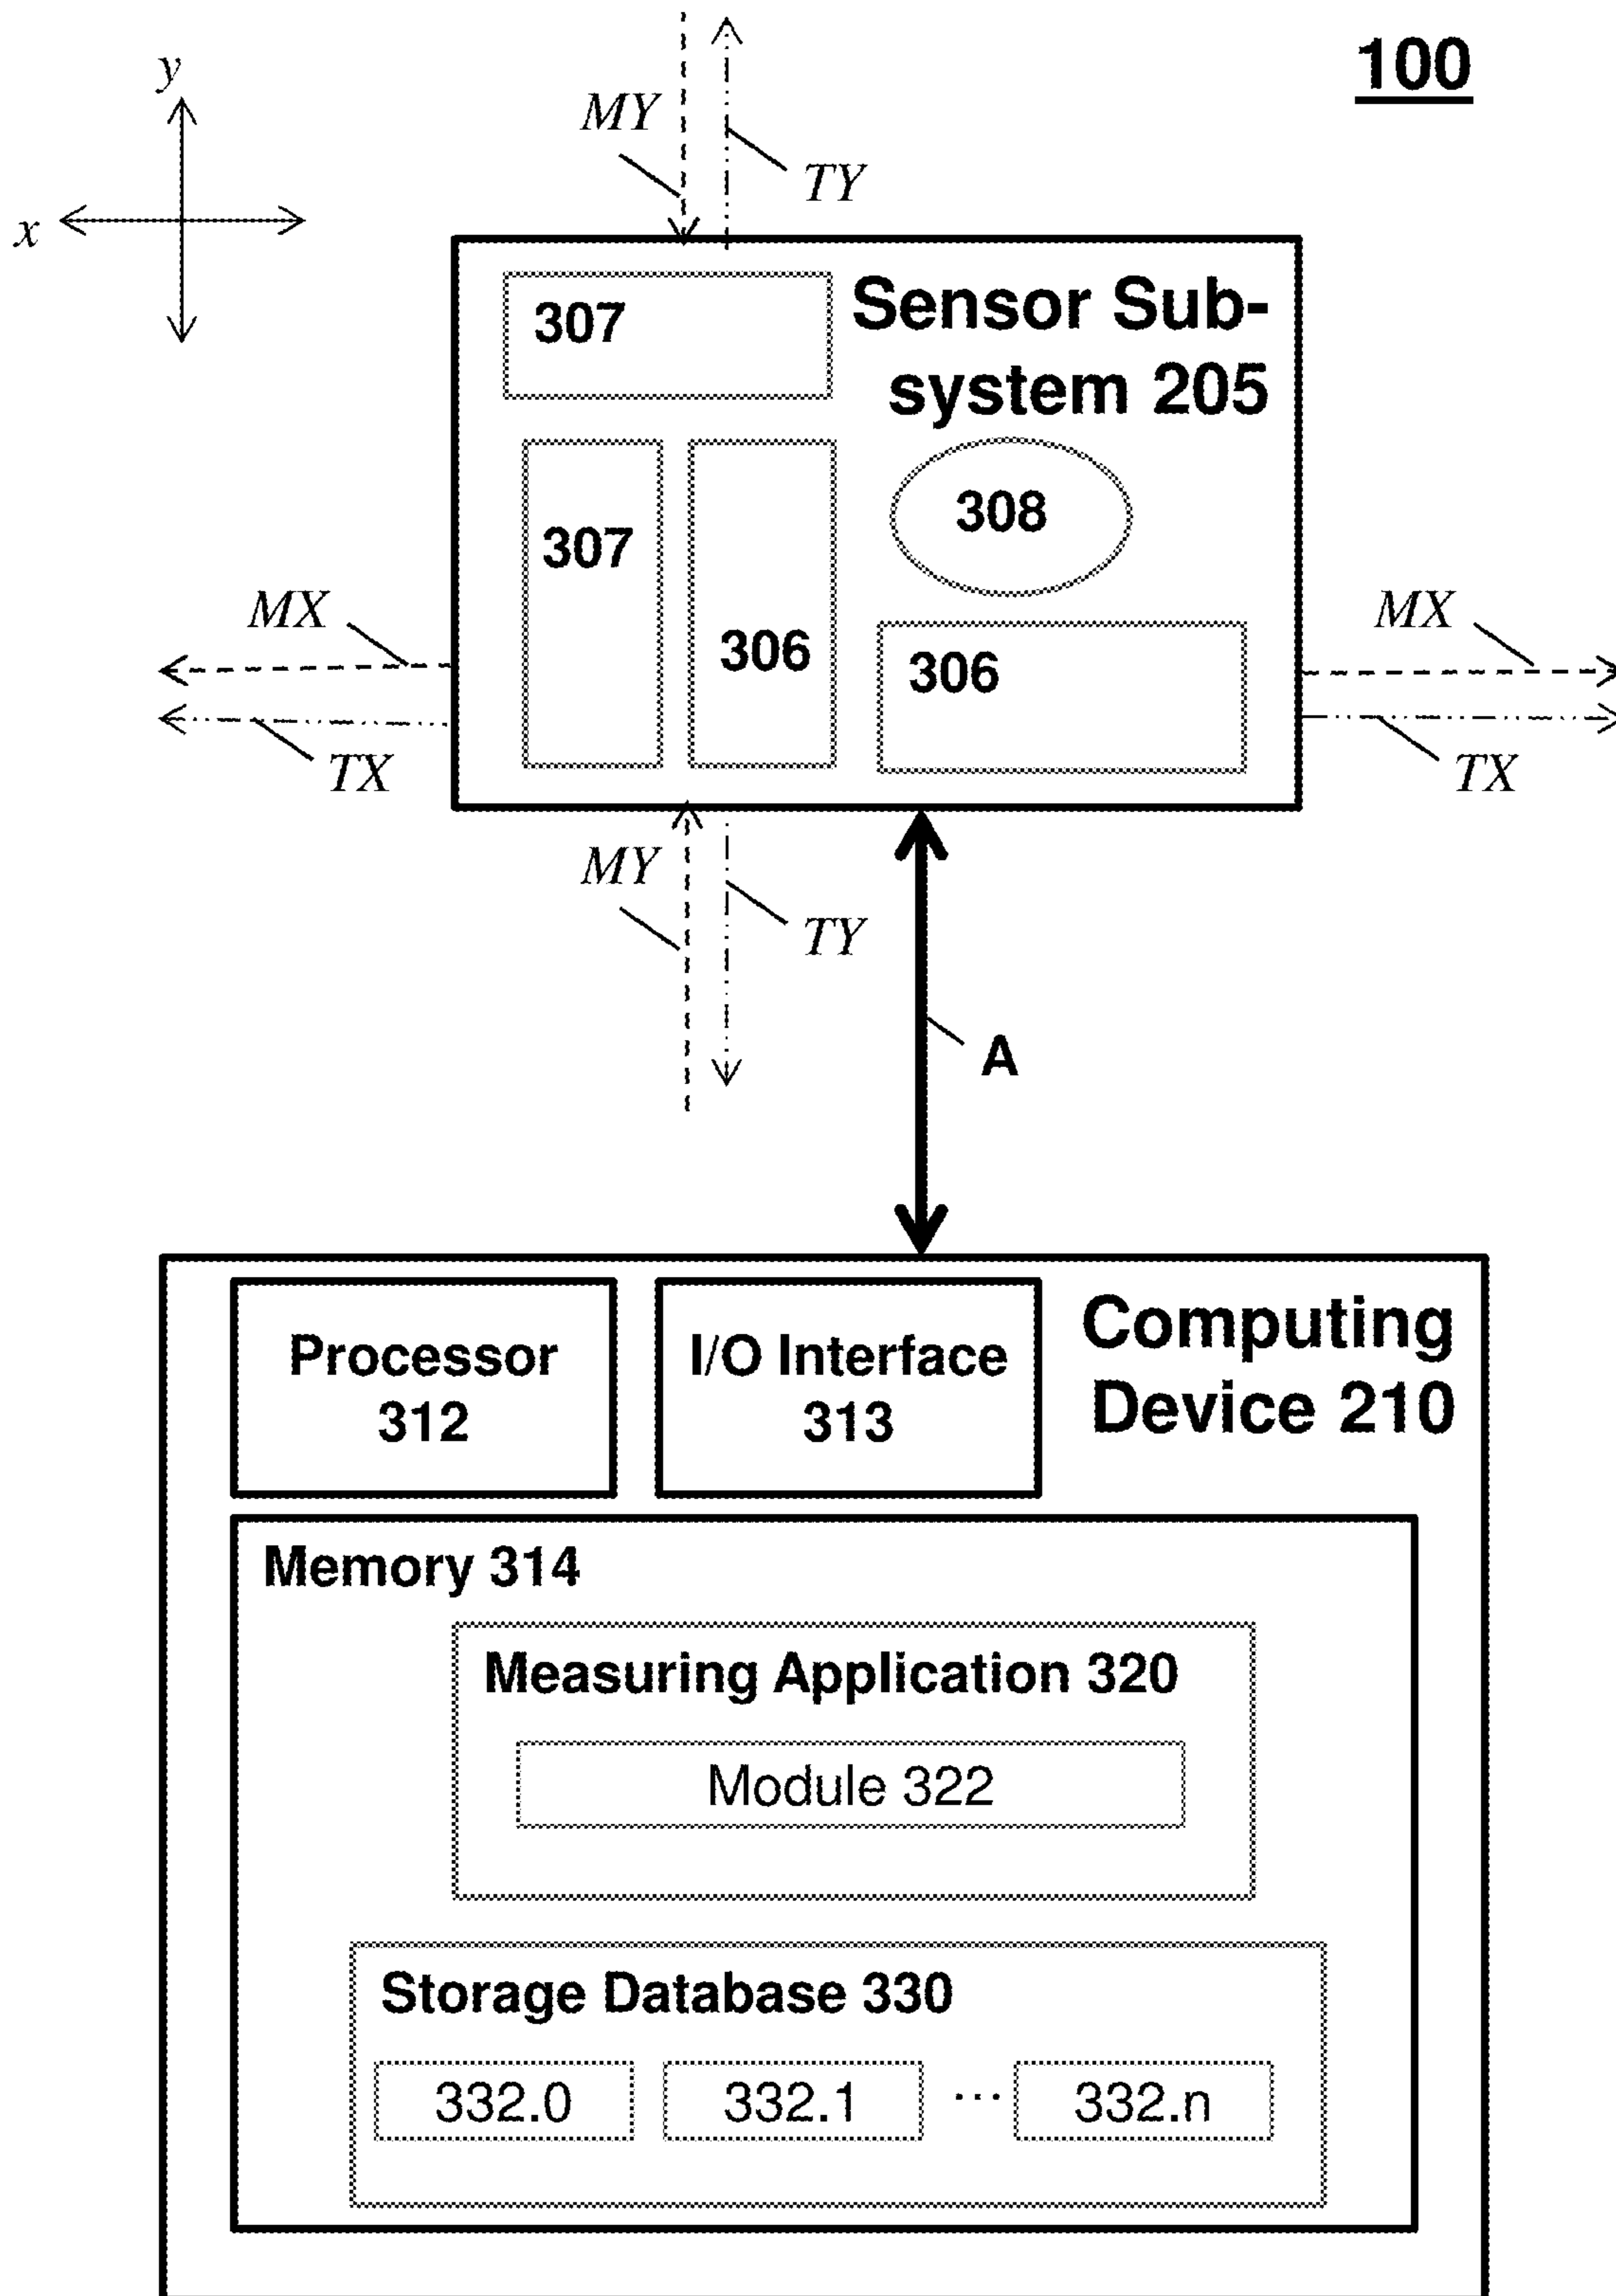 100
y
x
MY
TY
Sensor Sub-
system 205
307
307
306
308
306
MX
TX
MX
TX
MY
TY
A
Computing
Device 210
Processor
312
I/O Interface
313
Memory 314
Measuring Application 320
Module 322
Storage Database 330
332.0 332.1 ... 332.n